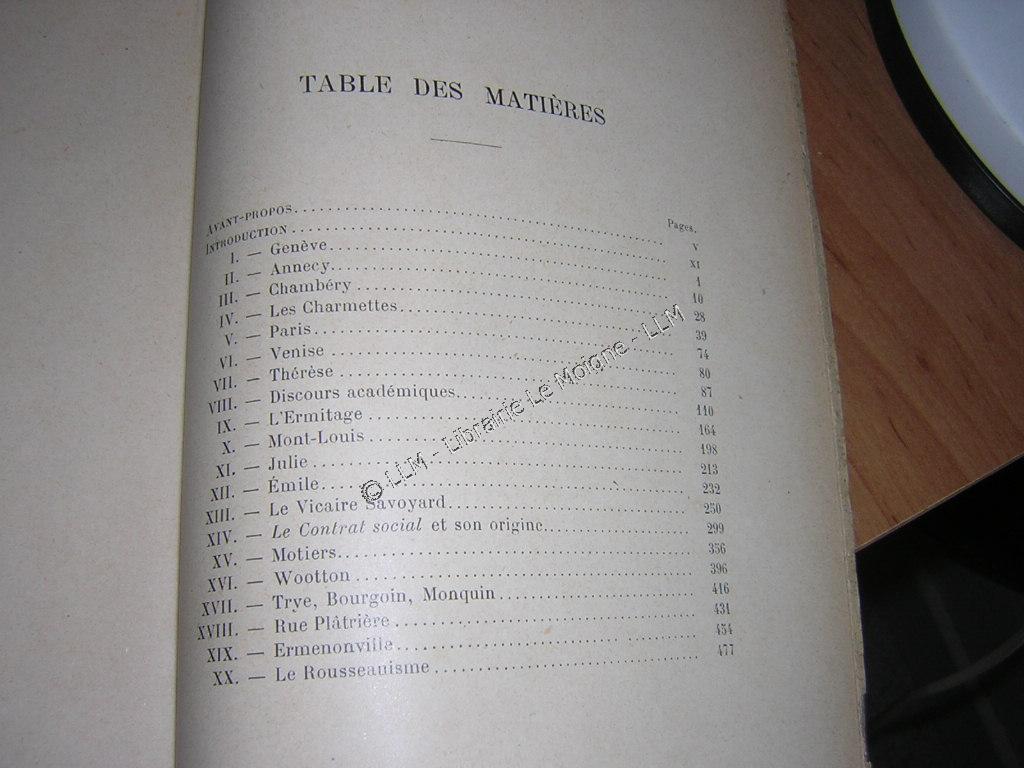 TABLE DES MATIÈRES
Pages.
AVANT-PROPOS.................... V
INTRODUCTION.................... XI
I. — Genève.................... 1
II. — Annecy.................... 10
III. — Chambéry.................... 28
IV. — Les Charmettes.................... 39
V. — Paris.................... 74
VI. — Venise.................... 80
VII. — Thérèse.................... 87
VIII. — Discours académiques.................... 110
IX. — L'Ermitage.................... 164
X. — Mont-Louis.................... 198
XI. — Julie.................... 213
XII. — Émile.................... 232
XIII. — Le Vicaire Savoyard.................... 250
XIV. — Le Contrat social et son origine.................... 299
XV. — Motiers.................... 356
XVI. — Wootton.................... 396
XVII. — Trye, Bourgoin, Monquin.................... 416
XVIII. — Rue Plâtrière.................... 431
XIX. — Ermenonville.................... 454
XX. — Le Rousseauisme.................... 477
© LLM - Librairie Le Moigne - LLM